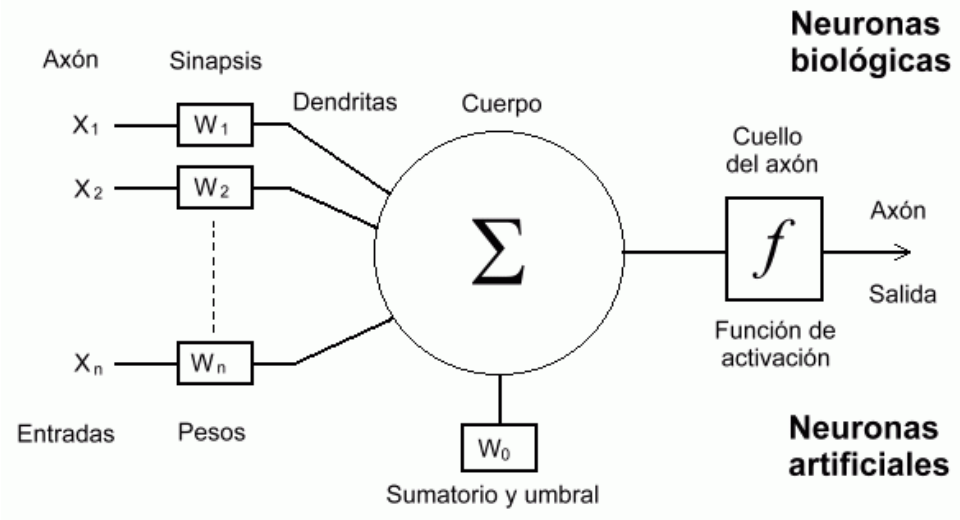 Neuronas
biológicas
Axón
Sinapsis
Dendritas
Cuerpo
Cuello
del axón
X1
W1
X2
W2
Σ
f
Axón
Salida
Función de
activación
Xn
Wn
Entradas
Pesos
W0
Sumatorio y umbral
Neuronas
artificiales